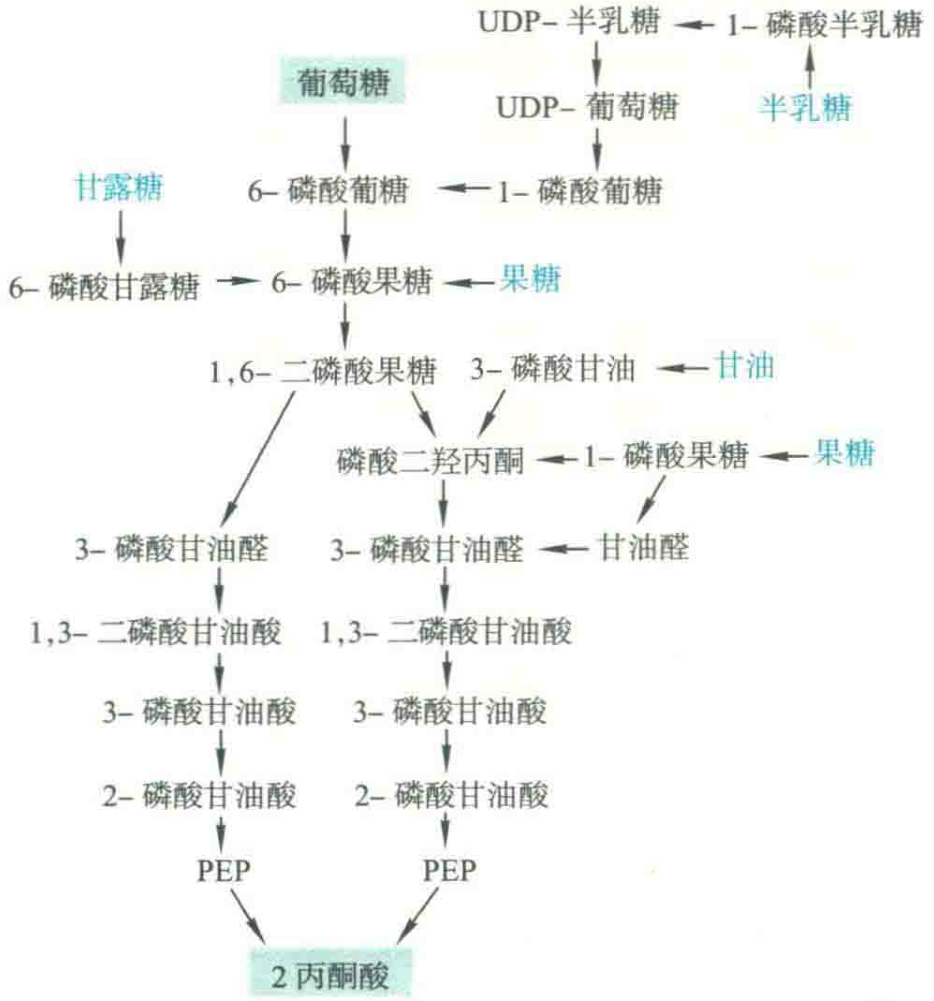 UDP- 半乳糖 1- 磷酸半乳糖
葡萄糖
UDP- 葡萄糖 半乳糖
甘露糖 6- 磷酸葡糖 1- 磷酸葡糖
6- 磷酸甘露糖 6- 磷酸果糖 果糖
1,6- 二磷酸果糖 3- 磷酸甘油 甘油
磷酸二羟丙酮 1- 磷酸果糖 果糖
3- 磷酸甘油醛 3- 磷酸甘油醛 甘油醛
1,3- 二磷酸甘油酸 1,3- 二磷酸甘油酸
3- 磷酸甘油酸 3- 磷酸甘油酸
2- 磷酸甘油酸 2- 磷酸甘油酸
PEP PEP
2 丙酮酸